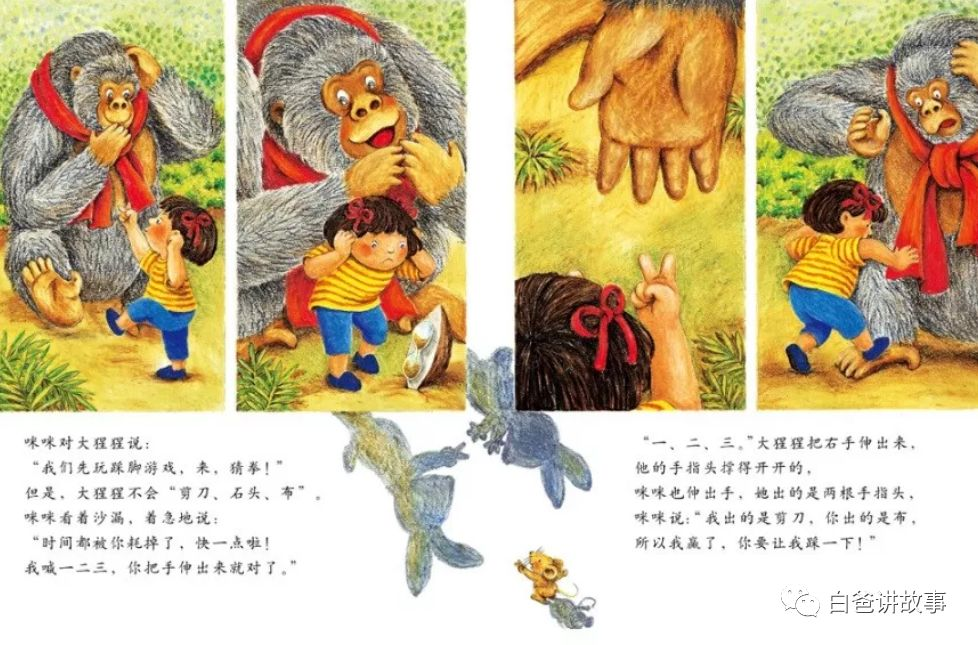 咪咪对大猩猩说：
“我们先玩踩脚游戏，来，猜拳！”
但是，大猩猩不会“剪刀、石头、布”。
咪咪看着沙漏，着急地说：
“时间都被你耗掉了，快一点啦！
我喊一二三，你把手伸出来就对了。”
“一、二、三。”大猩猩把右手伸出来，
他的手指头撑得开开的，
咪咪也伸出手，她出的是两根手指头，
咪咪说：“我出的是剪刀，你出的是布，
所以我赢了，你要让我踩一下！”
白爸讲故事